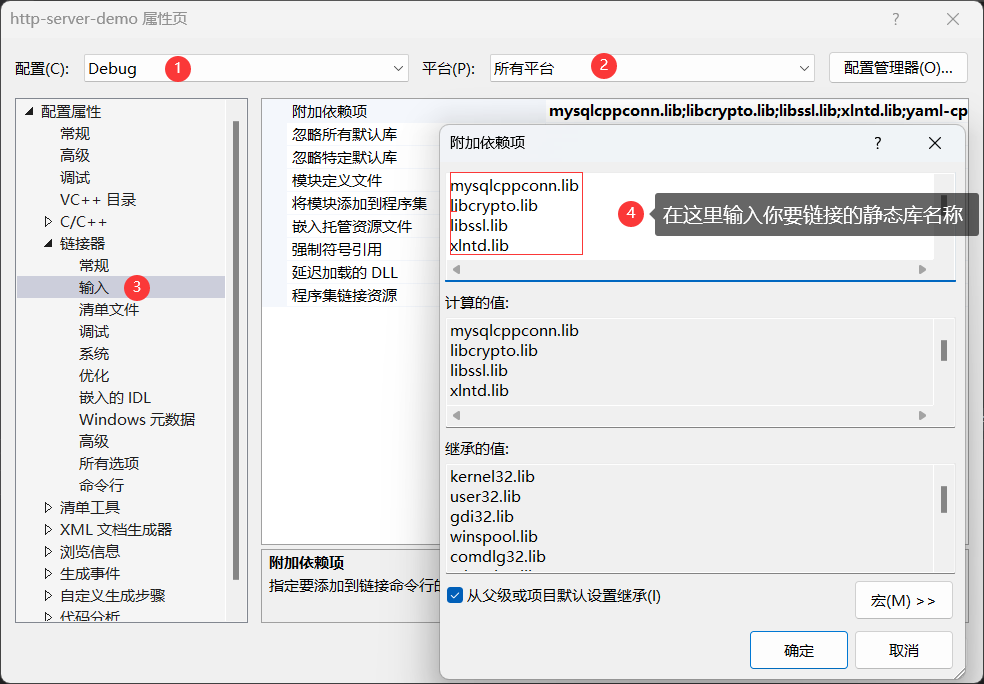 http-server-demo 属性页
配置(C): Debug 1 平台(P): 所有平台 2 配置管理器(O)...
配置属性
常规
高级
调试
VC++ 目录
C/C++
链接器
常规
输入 3
清单文件
调试
系统
优化
嵌入的 IDL
Windows 元数据
高级
所有选项
命令行
清单工具
XML 文档生成器
浏览信息
生成事件
自定义生成步骤
代码分析
附加依赖项 mysqlcppconn.lib;libcrypto.lib;libssl.lib;xlntd.lib;yaml-cp
忽略所有默认库
忽略特定默认库
模块定义文件
将模块添加到程序集
嵌入托管资源文件
强制符号引用
延迟加载的 DLL
程序集链接资源
附加依赖项
指定要添加到链接命令行的
附加依赖项 ?
mysqlcppconn.lib
libcrypto.lib
libssl.lib
xlntd.lib
4 在这里输入你要链接的静态库名称
计算的值:
mysqlcppconn.lib
libcrypto.lib
libssl.lib
xlntd.lib
继承的值:
kernel32.lib
user32.lib
gdi32.lib
winspool.lib
comdlg32.lib
从父级或项目默认设置继承(I)
宏(M) >>
确定 取消